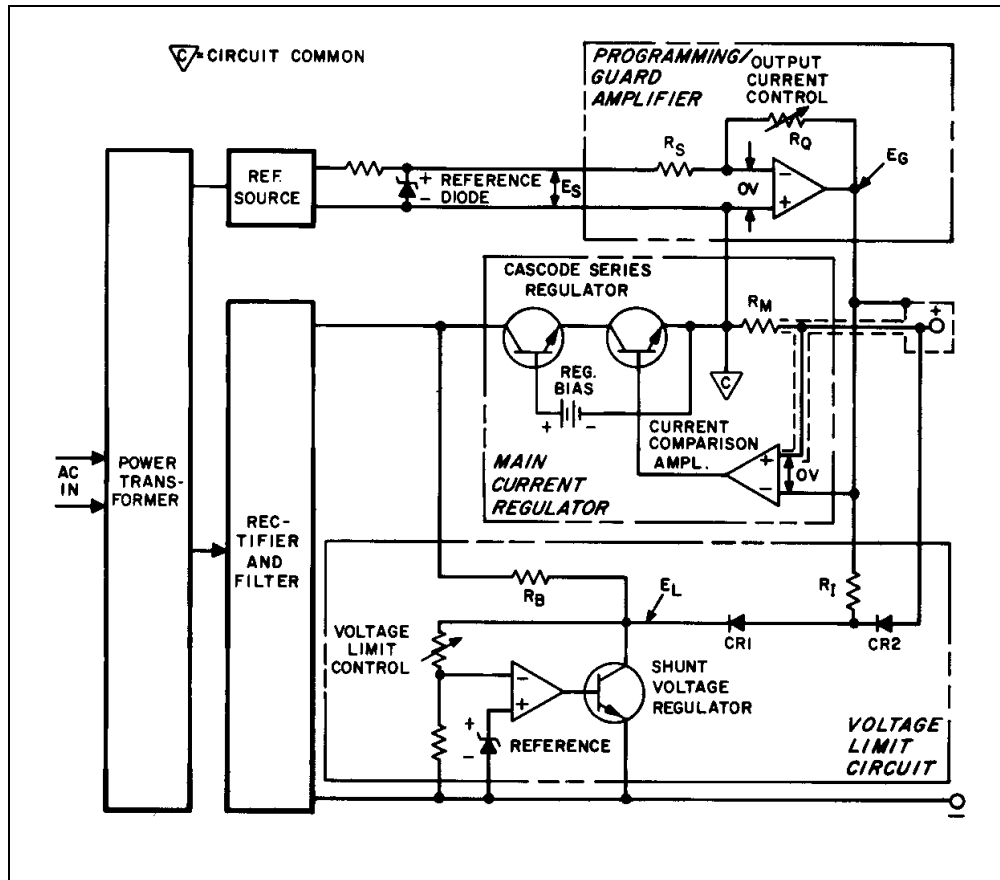 C = CIRCUIT COMMON
PROGRAMMING/
GUARD
AMPLIFIER
OUTPUT
CURRENT
CONTROL
RQ
RS
REF.
SOURCE
+
-
REFERENCE
DIODE
ES
OV
-
+
EG
CASCODE SERIES
REGULATOR
RM
+
C
REG.
BIAS
+
-
CURRENT
COMPARISON
AMPL.
+
-
OV
MAIN
CURRENT
REGULATOR
AC
IN
POWER
TRANS-
FORMER
REC-
TIFIER
AND
FILTER
RB
EL
RI
CR1
CR2
VOLTAGE
LIMIT
CONTROL
-
+
SHUNT
VOLTAGE
REGULATOR
+
-
REFERENCE
VOLTAGE
LIMIT
CIRCUIT
-